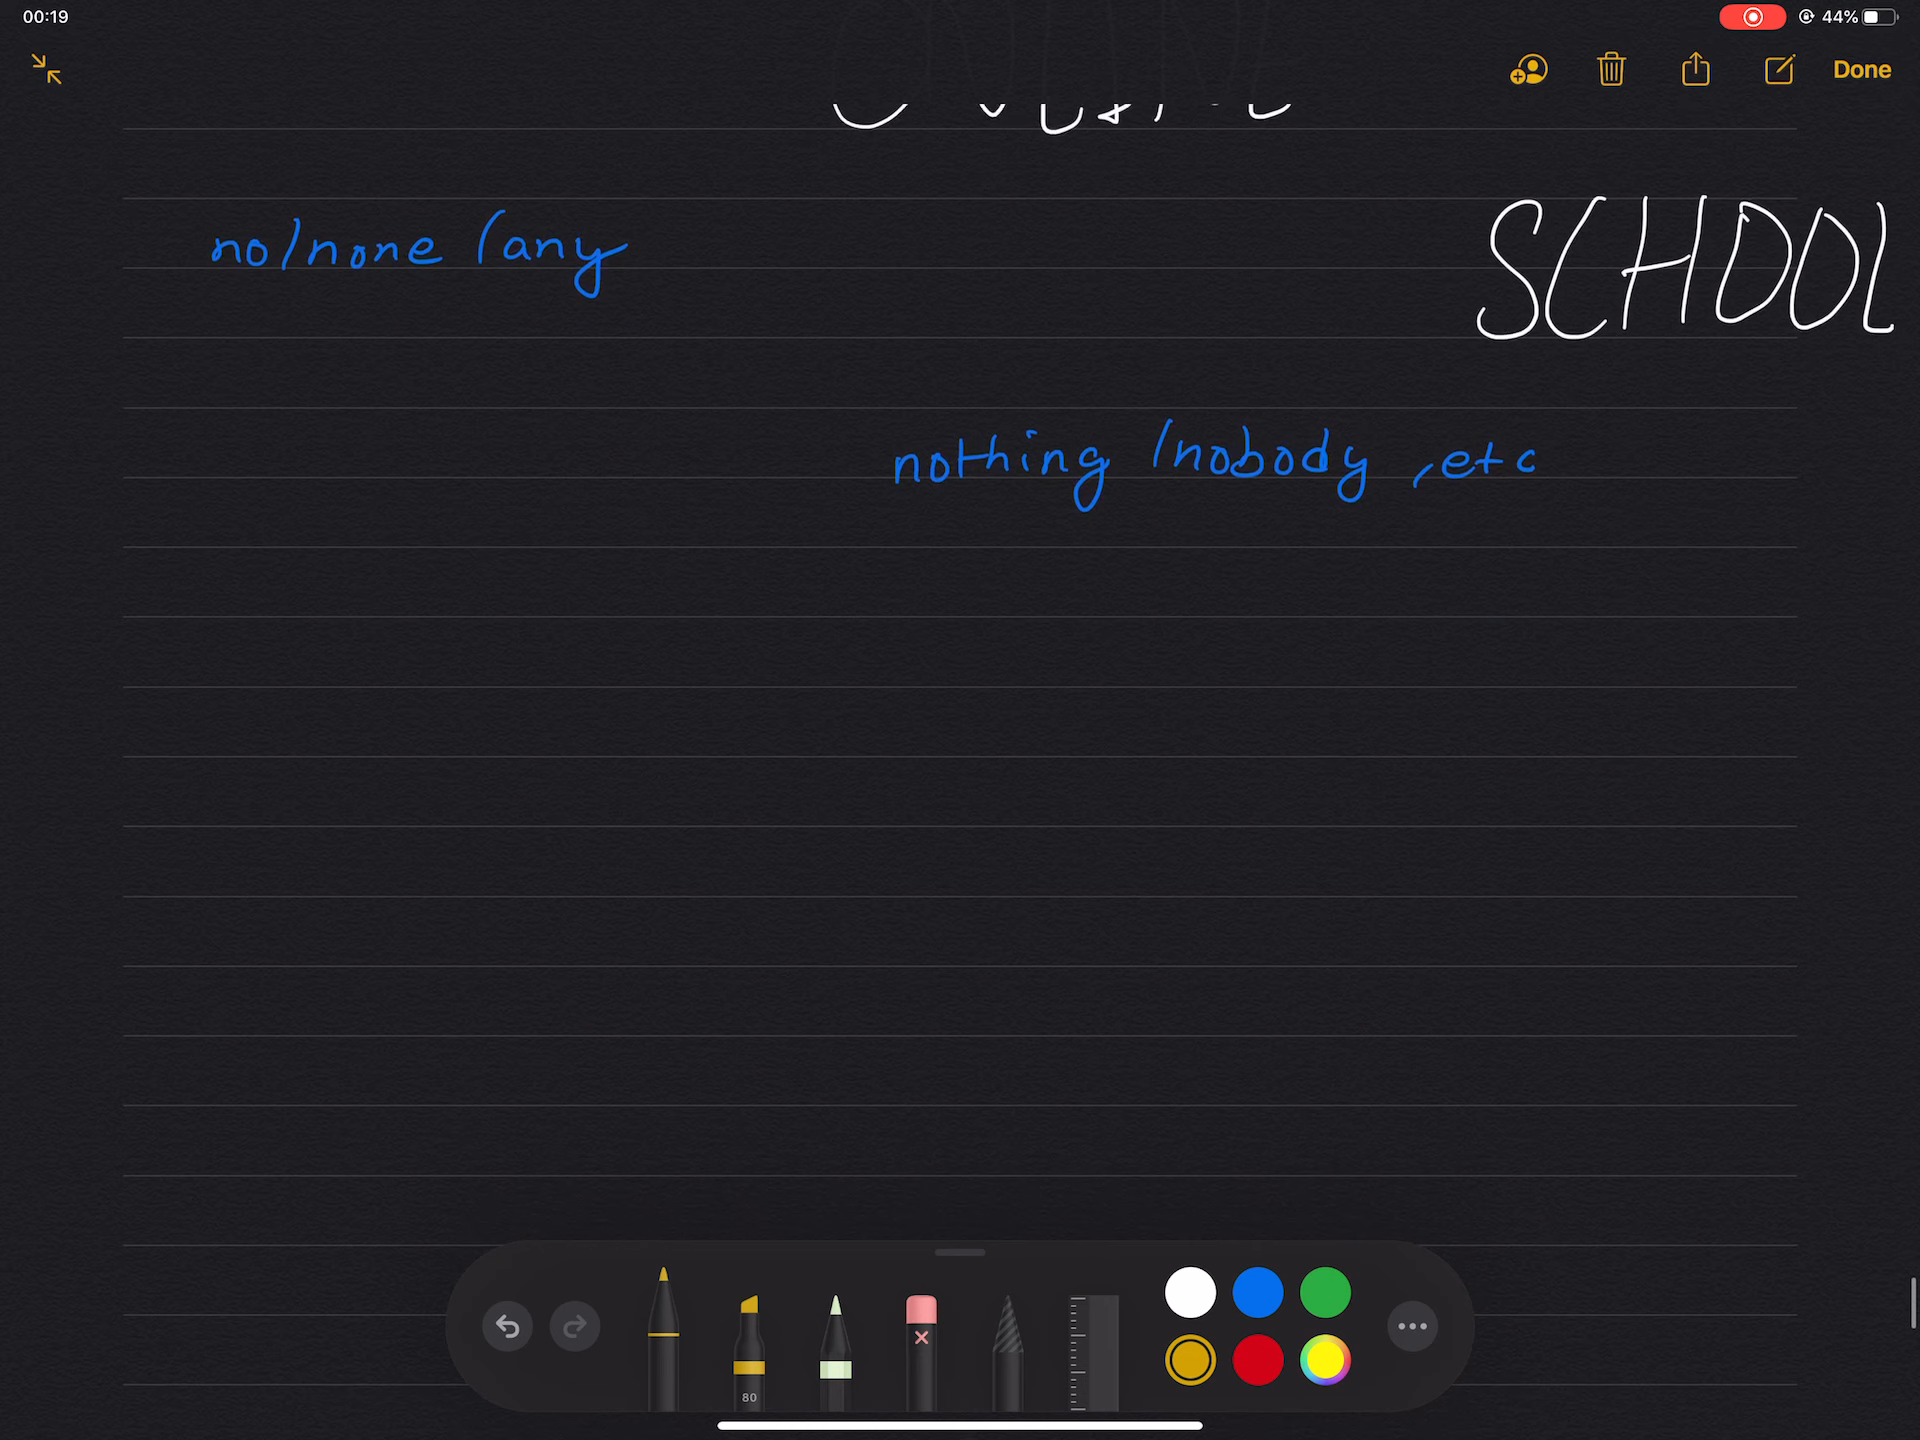 00:19
44%
Done
no/none /any
SCHOOL
nothing /nobody ,etc
80